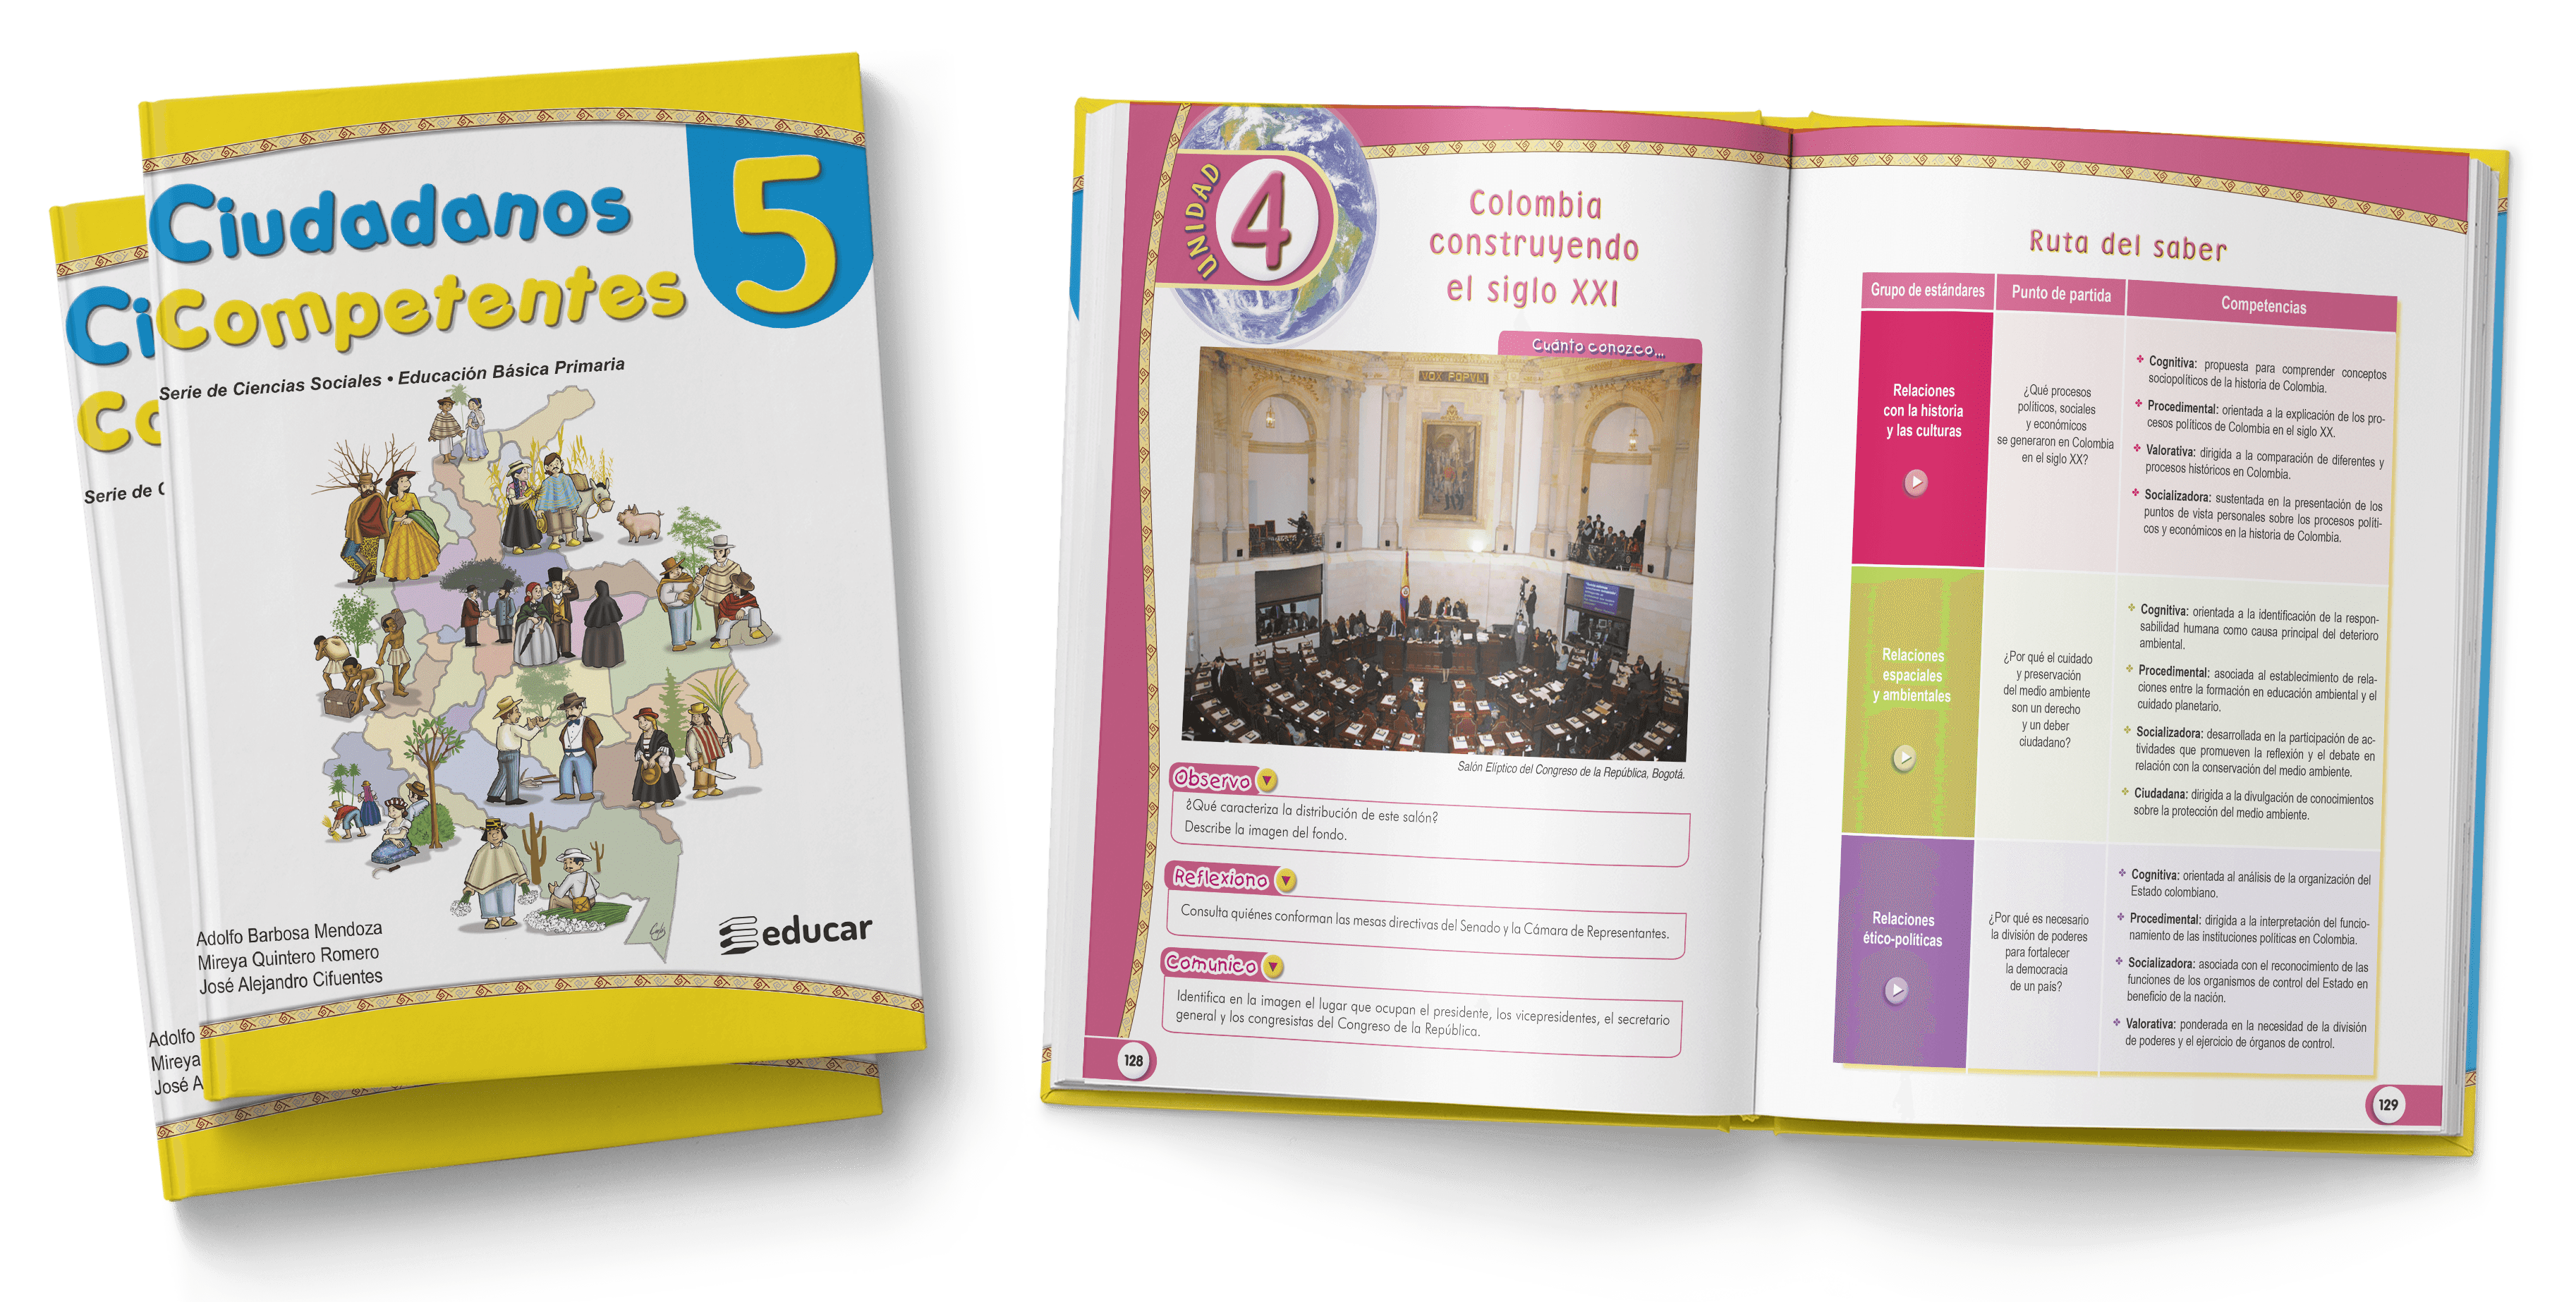 Ciudadanos
Competentes
5
Serie de Ciencias Sociales • Educación Básica Primaria
Adolfo Barbosa Mendoza
Mireya Quintero Romero
José Alejandro Cifuentes
educar
Ci
Co
Serie de C
Adolfo
Mireya
José A
UNIDAD
4
Colombia
construyendo
el siglo XXI
Cuánto conozco...
VOX POPVLI
Salón Elíptico del Congreso de la República, Bogotá.
Observo
¿Qué caracteriza la distribución de este salón?
Describe la imagen del fondo.
Reflexiono
Consulta quiénes conforman las mesas directivas del Senado y la Cámara de Representantes.
Comunico
Identifica en la imagen el lugar que ocupan el presidente, los vicepresidentes, el secretario
general y los congresistas del Congreso de la República.
128
Ruta del saber
Grupo de estándares
Punto de partida
Competencias
Relaciones
con la historia
y las culturas
¿Qué procesos
políticos, sociales
y económicos
se generaron en Colombia
en el siglo XX?
Cognitiva: propuesta para comprender conceptos
sociopolíticos de la historia de Colombia.
Procedimental: orientada a la explicación de los pro-
cesos políticos de Colombia en el siglo XX.
Valorativa: dirigida a la comparación de diferentes y
procesos históricos en Colombia.
Socializadora: sustentada en la presentación de los
puntos de vista personales sobre los procesos políti-
cos y económicos en la historia de Colombia.
Relaciones
espaciales
y ambientales
¿Por qué el cuidado
y preservación
del medio ambiente
son un derecho
y un deber
ciudadano?
Cognitiva: orientada a la identificación de la respon-
sabilidad humana como causa principal del deterioro
ambiental.
Procedimental: asociada al establecimiento de rela-
ciones entre la formación en educación ambiental y el
cuidado planetario.
Socializadora: desarrollada en la participación de ac-
tividades que promueven la reflexión y el debate en
relación con la conservación del medio ambiente.
Ciudadana: dirigida a la divulgación de conocimientos
sobre la protección del medio ambiente.
Relaciones
ético-políticas
¿Por qué es necesario
la división de poderes
para fortalecer
la democracia
de un país?
Cognitiva: orientada al análisis de la organización del
Estado colombiano.
Procedimental: dirigida a la interpretación del funcio-
namiento de las instituciones políticas en Colombia.
Socializadora: asociada con el reconocimiento de las
funciones de los organismos de control del Estado en
beneficio de la nación.
Valorativa: ponderada en la necesidad de la división
de poderes y el ejercicio de órganos de control.
129